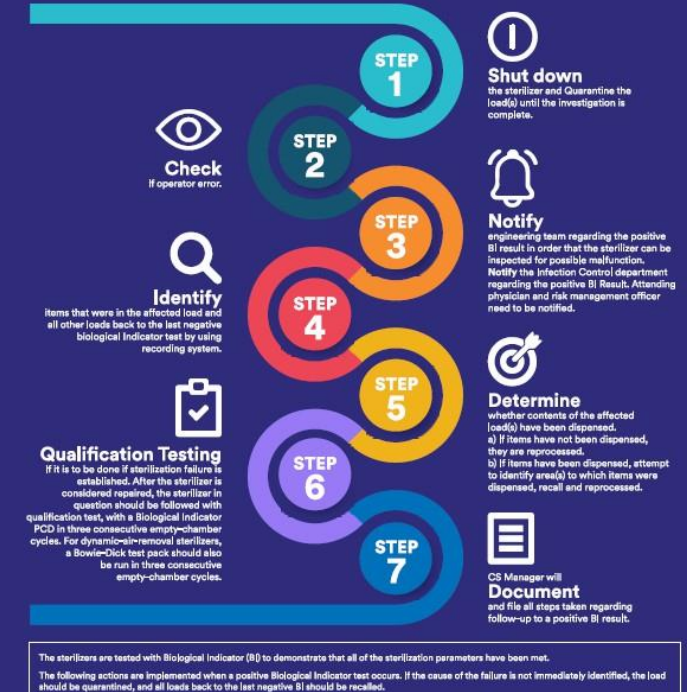 STEP
1
Shut down
the sterilizer and Quarantine the
load(s) until the investigation is
complete.
STEP
2
Check
if operator error.
STEP
3
Notify
engineering team regarding the positive
BI result in order that the sterilizer can be
inspected for possible malfunction.
Notify the Infection Control department
regarding the positive BI Result. Attending
physician and risk management officer
need to be notified.
STEP
4
Identify
items that were in the affected load and
all other loads back to the last negative
biological Indicator test by using
recording system.
STEP
5
Determine
whether contents of the affected
load(s) have been dispensed.
a) If items have not been dispensed,
they are reprocessed.
b) If items have been dispensed, attempt
to identify area(s) to which items were
dispensed, recall and reprocessed.
STEP
6
Qualification Testing
If it is to be done if sterilization failure is
established. After the sterilizer is
considered repaired, the sterilizer in
question should be followed with
qualification test, with a Biological Indicator
PCD in three consecutive empty-chamber
cycles. For dynamic-air-removal sterilizers,
a Bowie-Dick test pack should also
be run in three consecutive
empty-chamber cycles.
STEP
7
CS Manager will
Document
and file all steps taken regarding
follow-up to a positive BI result.
The sterilizers are tested with Biological Indicator (BI) to demonstrate that all of the sterilization parameters have been met.
The following actions are implemented when a positive Biological Indicator test occurs. If the cause of the failure is not immediately identified, the load
should be quarantined, and all loads back to the last negative BI should be recalled.